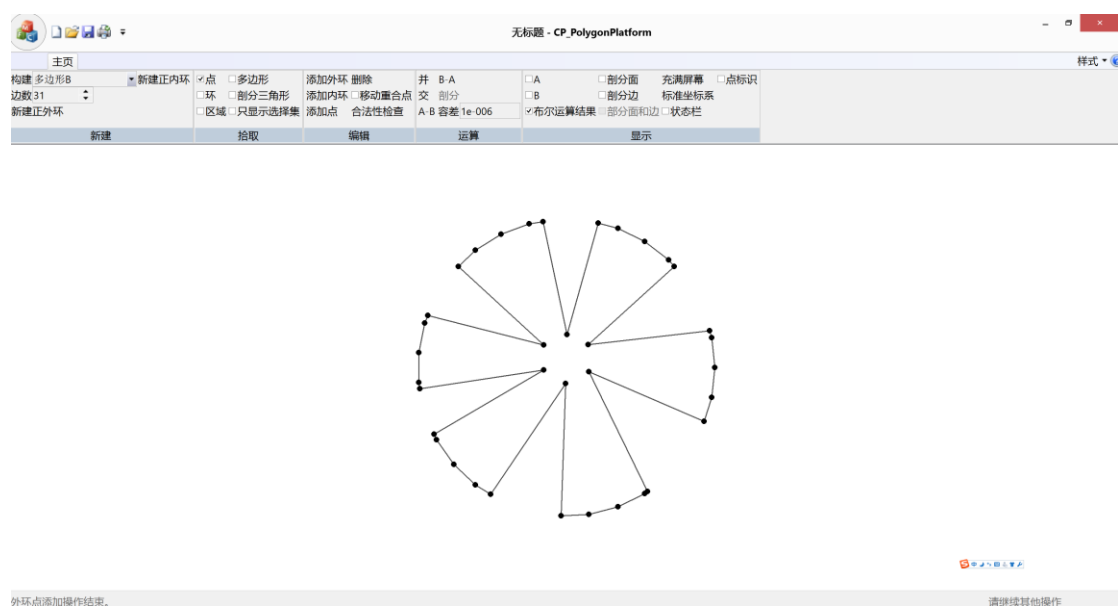 无标题 - CP_PolygonPlatform
主页 样式
构建 多边形B 新建正内环 点 多边形 添加外环 删除 并 B-A A 剖分面 充满屏幕 点标识
边数 31 环 剖分三角形 添加内环 移动重合点 交 剖分 B 剖分边 标准坐标系
新建正外环 区域 只显示选择集 添加点 合法性检查 A-B 容差 1e-006 布尔运算结果 部分面和边 状态栏
新建 拾取 编辑 运算 显示
中
外环点添加操作结束。 请继续其他操作